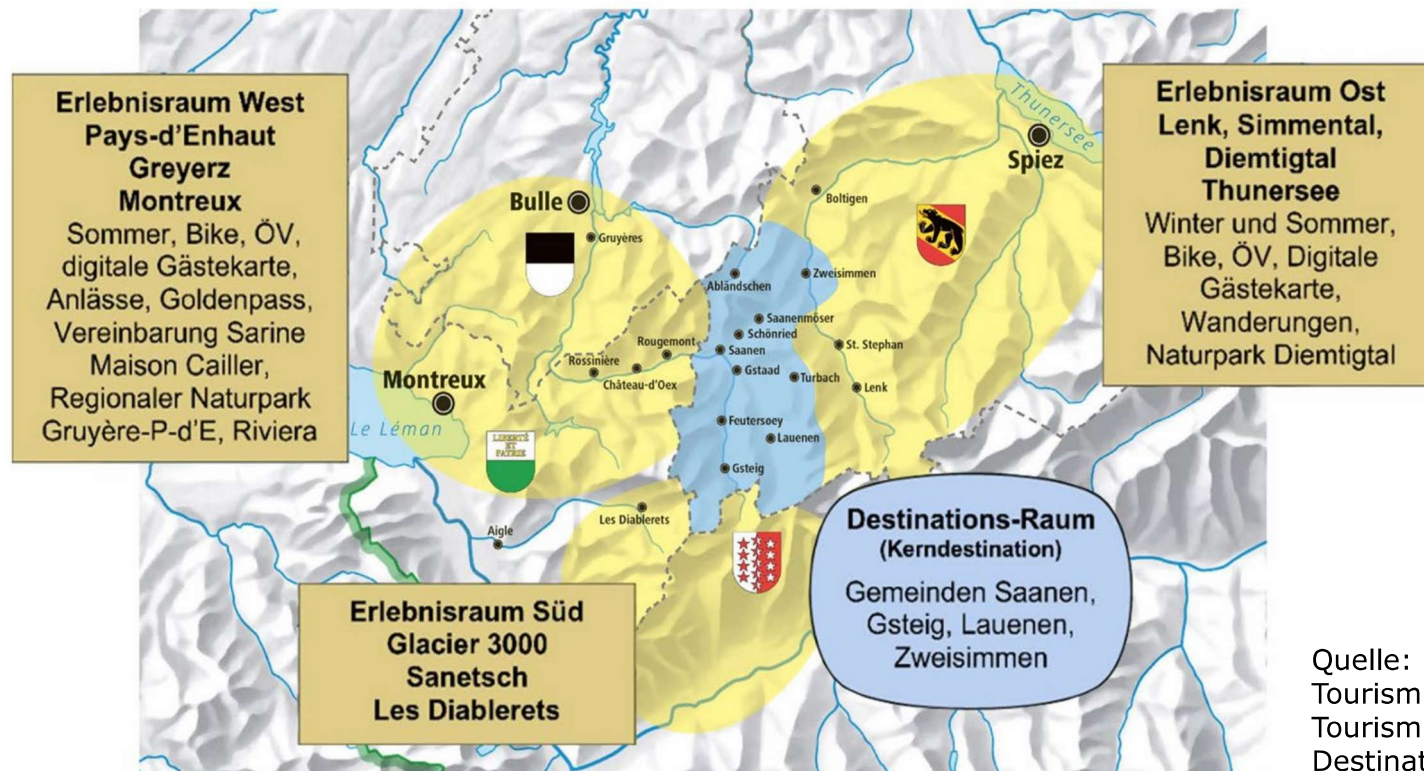 Erlebnisraum West
Pays-d'Enhaut
Greyerz
Montreux
Sommer, Bike, ÖV,
digitale Gästekarte,
Anlässe, Goldenpass,
Vereinbarung Sarine
Maison Cailler,
Regionaler Naturpark
Gruyère-P-d'E, Riviera
Erlebnisraum Ost
Lenk, Simmental,
Diemtigtal
Thunersee
Winter und Sommer,
Bike, ÖV, Digitale
Gästekarte,
Wanderungen,
Naturpark Diemtigtal
Thunersee
Spiez
Bulle
Boltigen
Gruyères
Abländschen
Zweisimmen
Saanenmöser
Schönried
Saanen
St. Stephan
Rougemont
Rossinière
Château-d'Oex
Gstaad
Turbach
Lenk
Montreux
Le Léman
Feutersoey
Lauenen
LIBERTÉ
ET
PATRIE
Gsteig
Les Diablerets
Aigle
Destinations-Raum
(Kerndestination)
Gemeinden Saanen,
Gsteig, Lauenen,
Zweisimmen
Erlebnisraum Süd
Glacier 3000
Sanetsch
Les Diablerets
Quelle:
Tourism
Tourism
Destinat